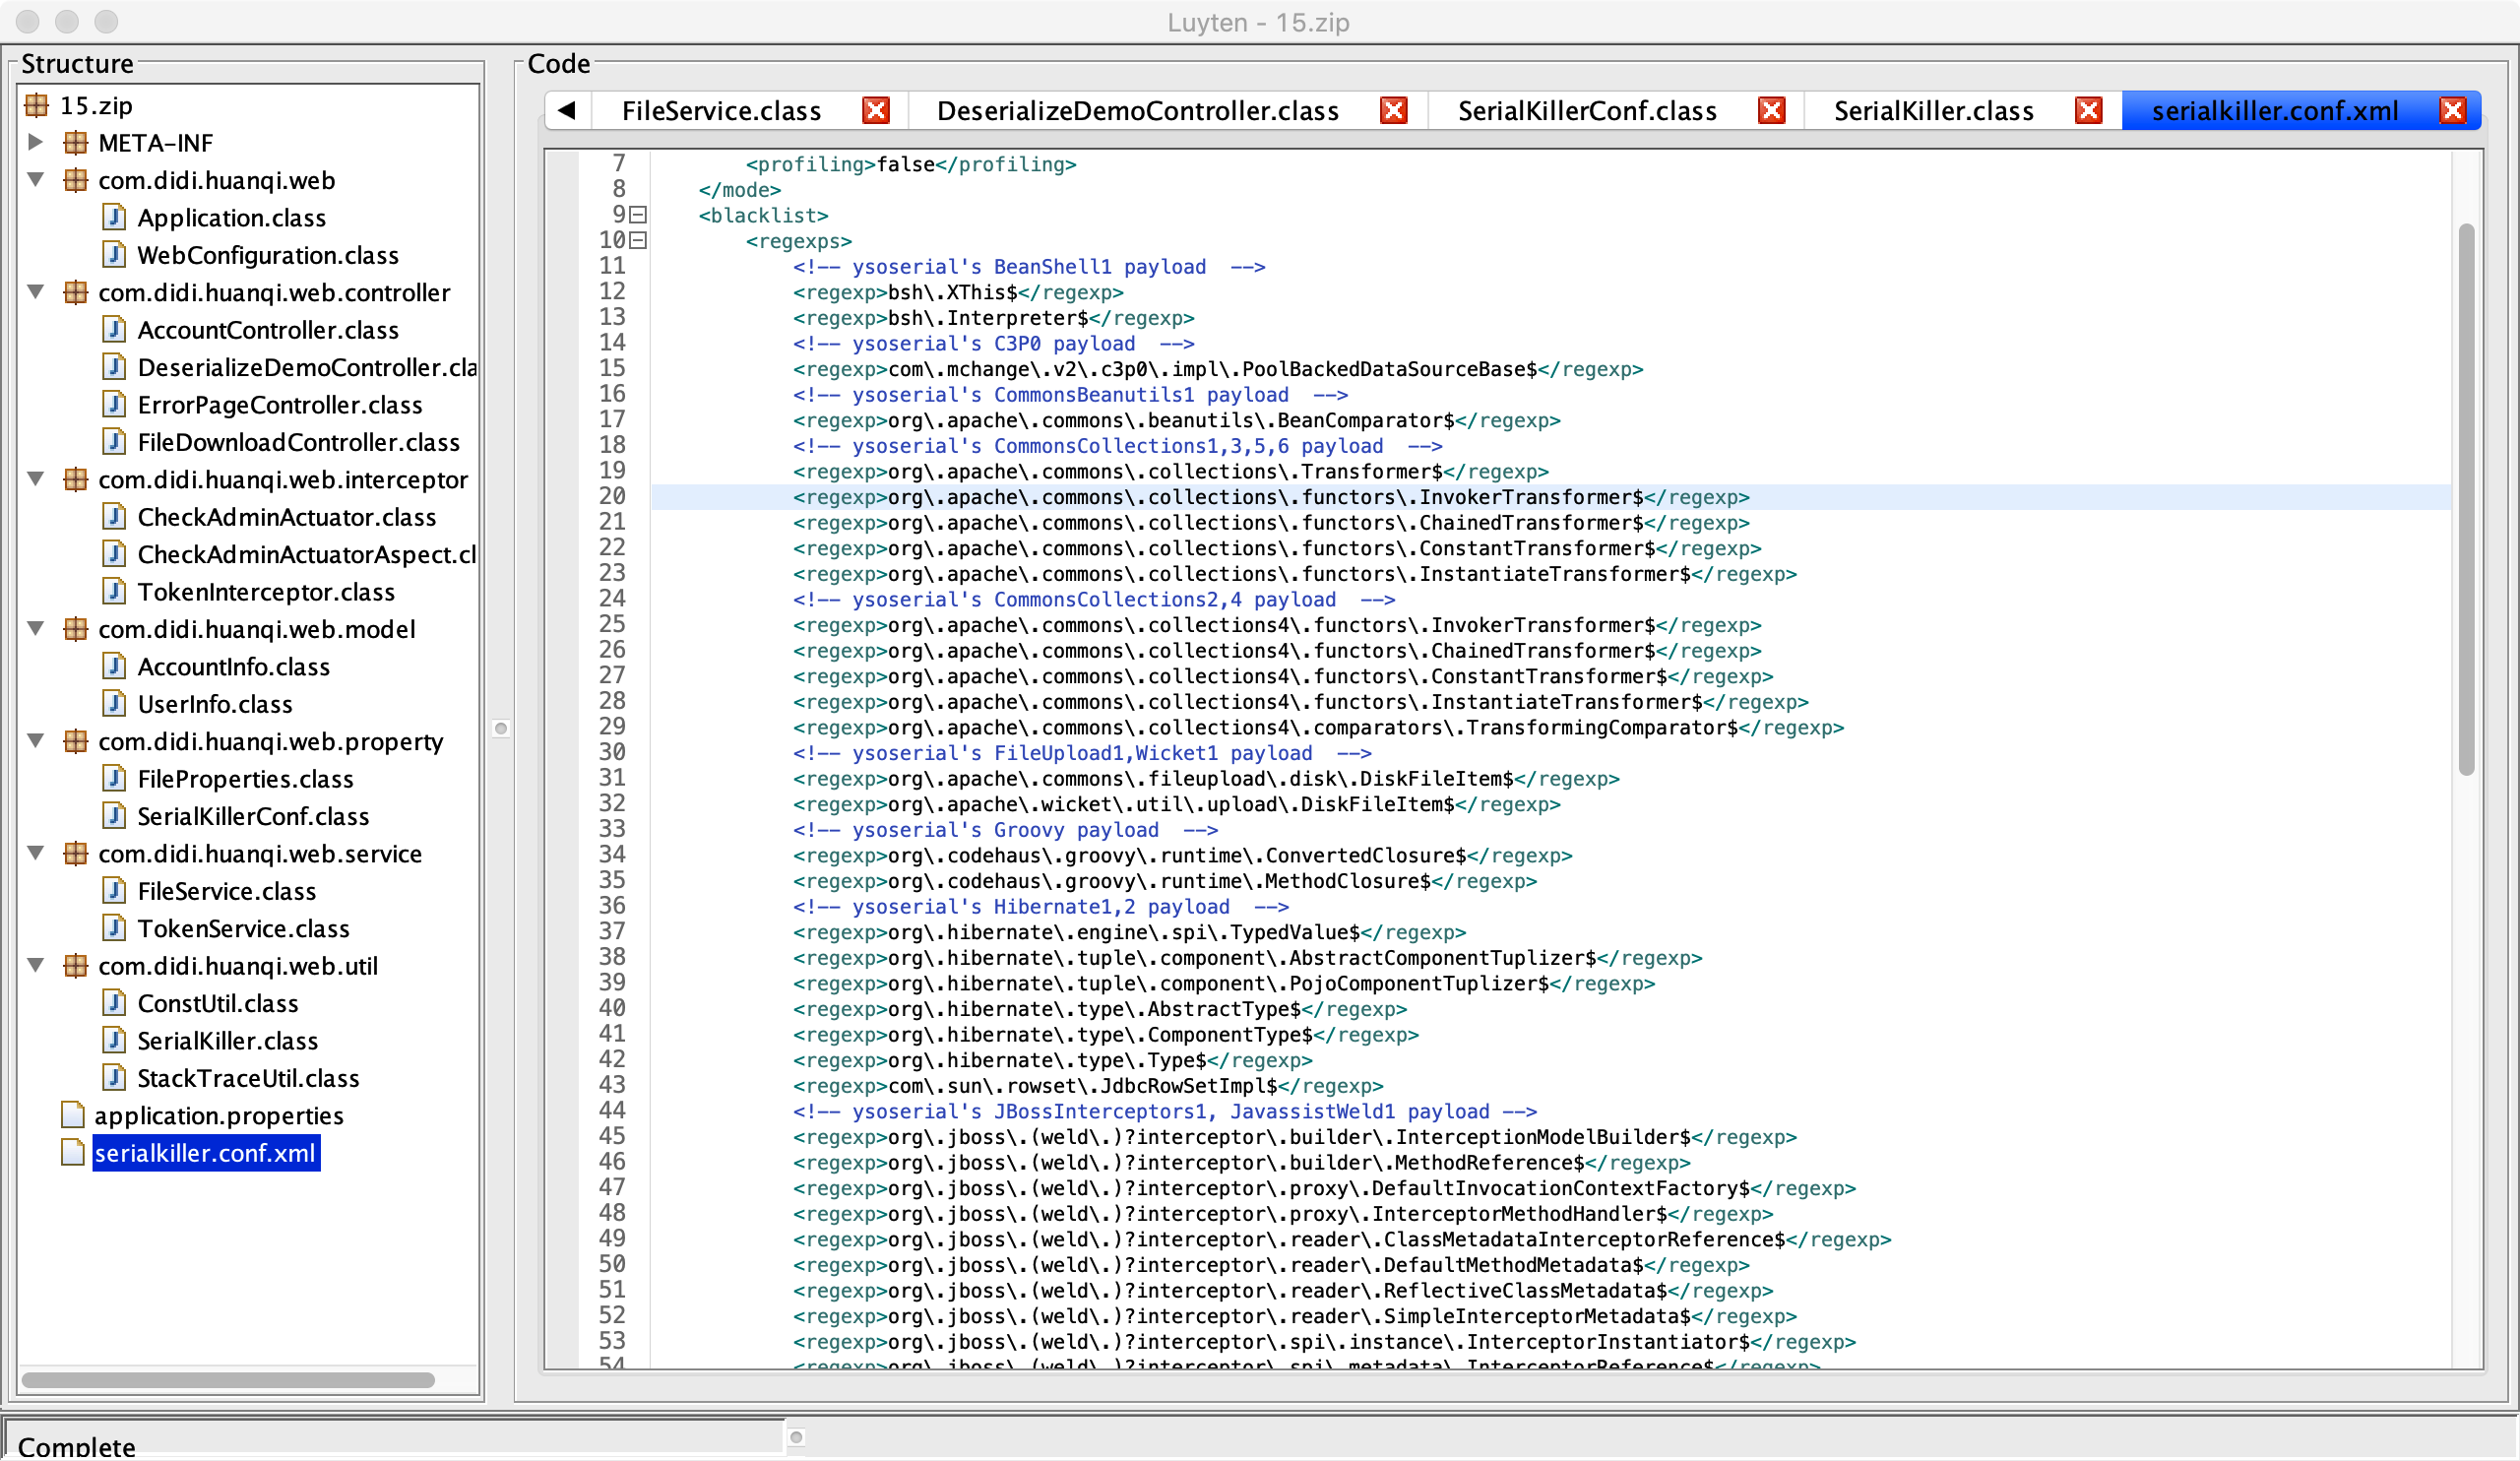 Luyten - 15.zip
Structure
15.zip
META-INF
com.didi.huanqi.web
Application.class
WebConfiguration.class
com.didi.huanqi.web.controller
AccountController.class
DeserializeDemoController.cla
ErrorPageController.class
FileDownloadController.class
com.didi.huanqi.web.interceptor
CheckAdminActuator.class
CheckAdminActuatorAspect.cl
TokenInterceptor.class
com.didi.huanqi.web.model
AccountInfo.class
UserInfo.class
com.didi.huanqi.web.property
FileProperties.class
SerialKillerConf.class
com.didi.huanqi.web.service
FileService.class
TokenService.class
com.didi.huanqi.web.util
ConstUtil.class
SerialKiller.class
StackTraceUtil.class
application.properties
serialkiller.conf.xml
Code
FileService.class DeserializeDemoController.class SerialKillerConf.class SerialKiller.class serialkiller.conf.xml
7 <profiling>false</profiling>
8 </mode>
9 <blacklist>
10 <regexps>
11 <!-- ysoserial's BeanShell1 payload  -->
12 <regexp>bsh\.XThis$</regexp>
13 <regexp>bsh\.Interpreter$</regexp>
14 <!-- ysoserial's C3P0 payload  -->
15 <regexp>com\.mchange\.v2\.c3p0\.impl\.PoolBackedDataSourceBase$</regexp>
16 <!-- ysoserial's CommonsBeanutils1 payload  -->
17 <regexp>org\.apache\.commons\.beanutils\.BeanComparator$</regexp>
18 <!-- ysoserial's CommonsCollections1,3,5,6 payload  -->
19 <regexp>org\.apache\.commons\.collections\.Transformer$</regexp>
20 <regexp>org\.apache\.commons\.collections\.functors\.InvokerTransformer$</regexp>
21 <regexp>org\.apache\.commons\.collections\.functors\.ChainedTransformer$</regexp>
22 <regexp>org\.apache\.commons\.collections\.functors\.ConstantTransformer$</regexp>
23 <regexp>org\.apache\.commons\.collections\.functors\.InstantiateTransformer$</regexp>
24 <!-- ysoserial's CommonsCollections2,4 payload  -->
25 <regexp>org\.apache\.commons\.collections4\.functors\.InvokerTransformer$</regexp>
26 <regexp>org\.apache\.commons\.collections4\.functors\.ChainedTransformer$</regexp>
27 <regexp>org\.apache\.commons\.collections4\.functors\.ConstantTransformer$</regexp>
28 <regexp>org\.apache\.commons\.collections4\.functors\.InstantiateTransformer$</regexp>
29 <regexp>org\.apache\.commons\.collections4\.comparators\.TransformingComparator$</regexp>
30 <!-- ysoserial's FileUpload1,Wicket1 payload  -->
31 <regexp>org\.apache\.commons\.fileupload\.disk\.DiskFileItem$</regexp>
32 <regexp>org\.apache\.wicket\.util\.upload\.DiskFileItem$</regexp>
33 <!-- ysoserial's Groovy payload  -->
34 <regexp>org\.codehaus\.groovy\.runtime\.ConvertedClosure$</regexp>
35 <regexp>org\.codehaus\.groovy\.runtime\.MethodClosure$</regexp>
36 <!-- ysoserial's Hibernate1,2 payload  -->
37 <regexp>org\.hibernate\.engine\.spi\.TypedValue$</regexp>
38 <regexp>org\.hibernate\.tuple\.component\.AbstractComponentTuplizer$</regexp>
39 <regexp>org\.hibernate\.tuple\.component\.PojoComponentTuplizer$</regexp>
40 <regexp>org\.hibernate\.type\.AbstractType$</regexp>
41 <regexp>org\.hibernate\.type\.ComponentType$</regexp>
42 <regexp>org\.hibernate\.type\.Type$</regexp>
43 <regexp>com\.sun\.rowset\.JdbcRowSetImpl$</regexp>
44 <!-- ysoserial's JBossInterceptors1, JavassistWeld1 payload -->
45 <regexp>org\.jboss\.(weld\.)?interceptor\.builder\.InterceptionModelBuilder$</regexp>
46 <regexp>org\.jboss\.(weld\.)?interceptor\.builder\.MethodReference$</regexp>
47 <regexp>org\.jboss\.(weld\.)?interceptor\.proxy\.DefaultInvocationContextFactory$</regexp>
48 <regexp>org\.jboss\.(weld\.)?interceptor\.proxy\.InterceptorMethodHandler$</regexp>
49 <regexp>org\.jboss\.(weld\.)?interceptor\.reader\.ClassMetadataInterceptorReference$</regexp>
50 <regexp>org\.jboss\.(weld\.)?interceptor\.reader\.DefaultMethodMetadata$</regexp>
51 <regexp>org\.jboss\.(weld\.)?interceptor\.reader\.ReflectiveClassMetadata$</regexp>
52 <regexp>org\.jboss\.(weld\.)?interceptor\.reader\.SimpleInterceptorMetadata$</regexp>
53 <regexp>org\.jboss\.(weld\.)?interceptor\.spi\.instance\.InterceptorInstantiator$</regexp>
54 <regexp>org\.jboss\.(weld\.)?interceptor\.spi\.metadata\.InterceptorReference$</regexp>
Complete